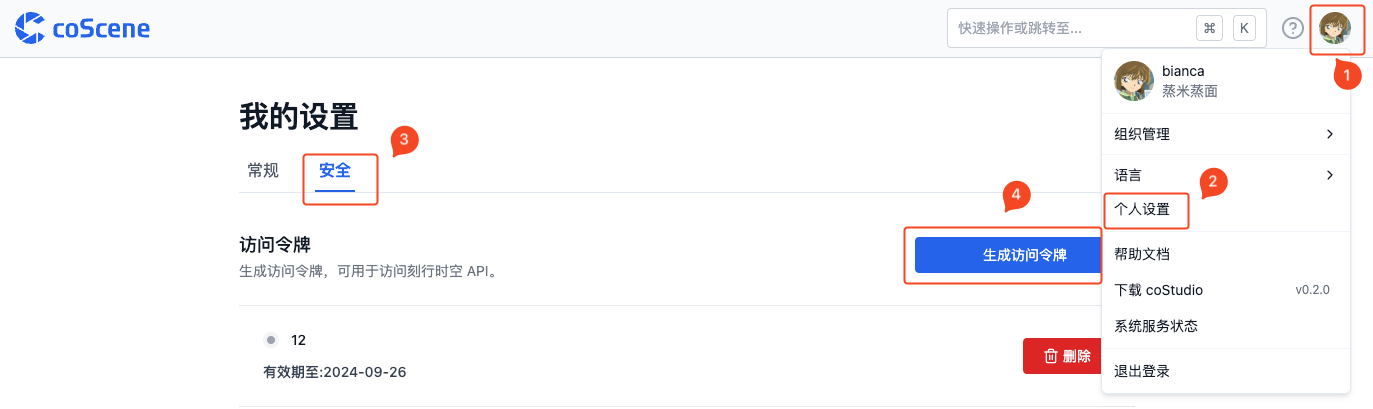 coScene
快速操作或跳转至...
⌘
K
?
1
bianca
蒸米蒸面
组织管理
语言
2
个人设置
帮助文档
下载 coStudio
v0.2.0
系统服务状态
退出登录
我的设置
3
常规
安全
4
访问令牌
生成访问令牌，可用于访问刻行时空 API。
生成访问令牌
12
有效期至:2024-09-26
删除